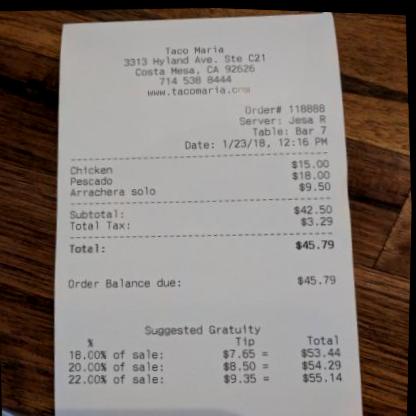 Taco Maria
3313 Hyland Ave. Ste C21
Costa Mesa, CA 92626
714 538 8444
www.tacomaria.com
Order# 118888
Server: Jesa R
Table: Bar 7
Date: 1/23/18, 12:16 PM
Chicken $15.00
Pescado $18.00
Arrachera solo $9.50
Subtotal: $42.50
Total Tax: $3.29
Total: $45.79
Order Balance due: $45.79
Suggested Gratuity
% Tip Total
18.00% of sale: $7.65 = $53.44
20.00% of sale: $8.50 = $54.29
22.00% of sale: $9.35 = $55.14